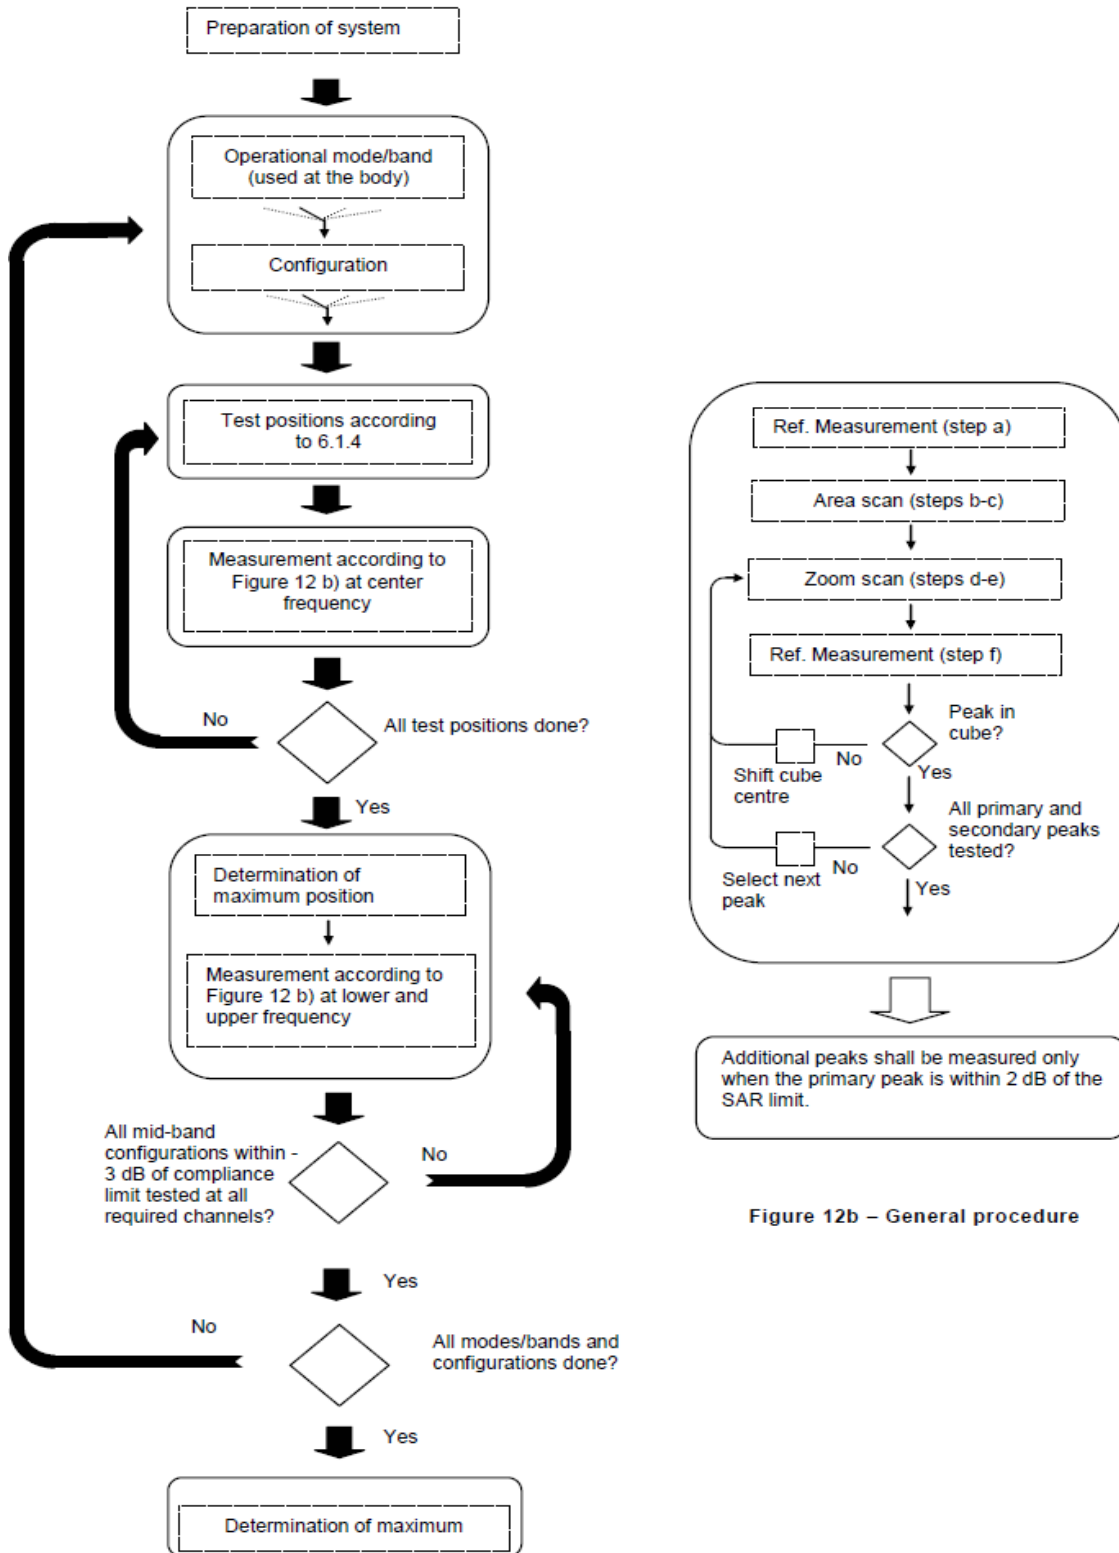 Preparation of system
Operational mode/band
(used at the body)
Configuration
Test positions according
to 6.1.4
Measurement according to
Figure 12 b) at center
frequency
No
All test positions done?
Yes
Determination of
maximum position
Measurement according to
Figure 12 b) at lower and
upper frequency
All mid-band
configurations within -
3 dB of compliance
limit tested at all
required channels?
No
Yes
No
All modes/bands and
configurations done?
Yes
Determination of maximum
Ref. Measurement (step a)
Area scan (steps b-c)
Zoom scan (steps d-e)
Ref. Measurement (step f)
Peak in
cube?
No
Shift cube
centre
Yes
All primary and
secondary peaks
tested?
No
Select next
peak
Yes
Additional peaks shall be measured only
when the primary peak is within 2 dB of the
SAR limit.
Figure 12b – General procedure